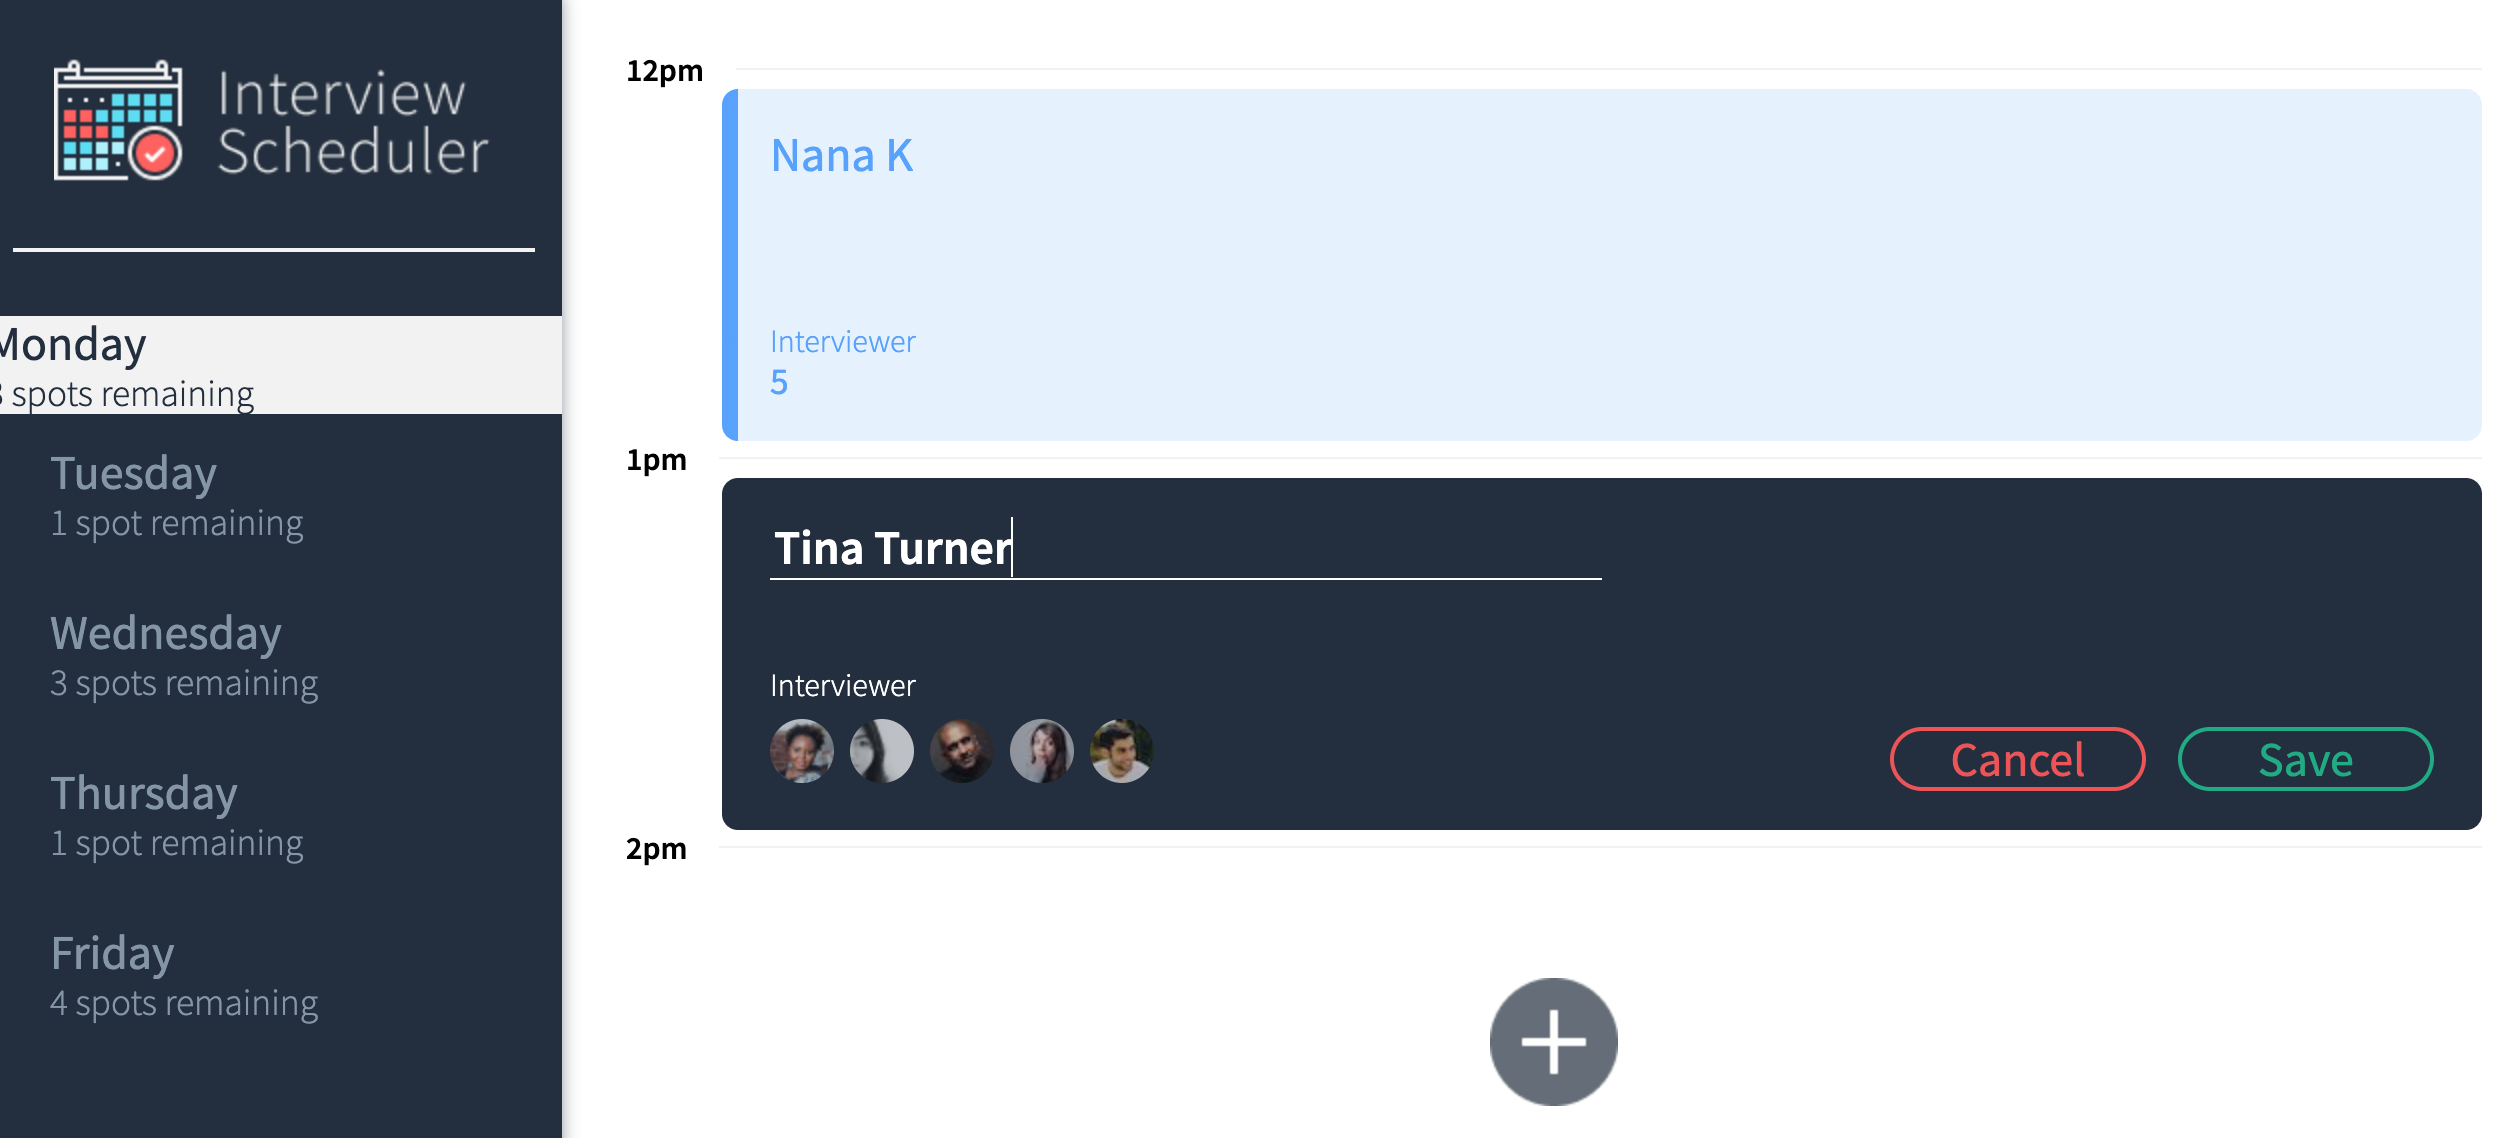 Interview
Scheduler
Monday
spots remaining
Tuesday
1 spot remaining
Wednesday
3 spots remaining
Thursday
1 spot remaining
Friday
4 spots remaining
12pm
Nana K
Interviewer
5
1pm
Tina Turner
Interviewer
Cancel
Save
2pm